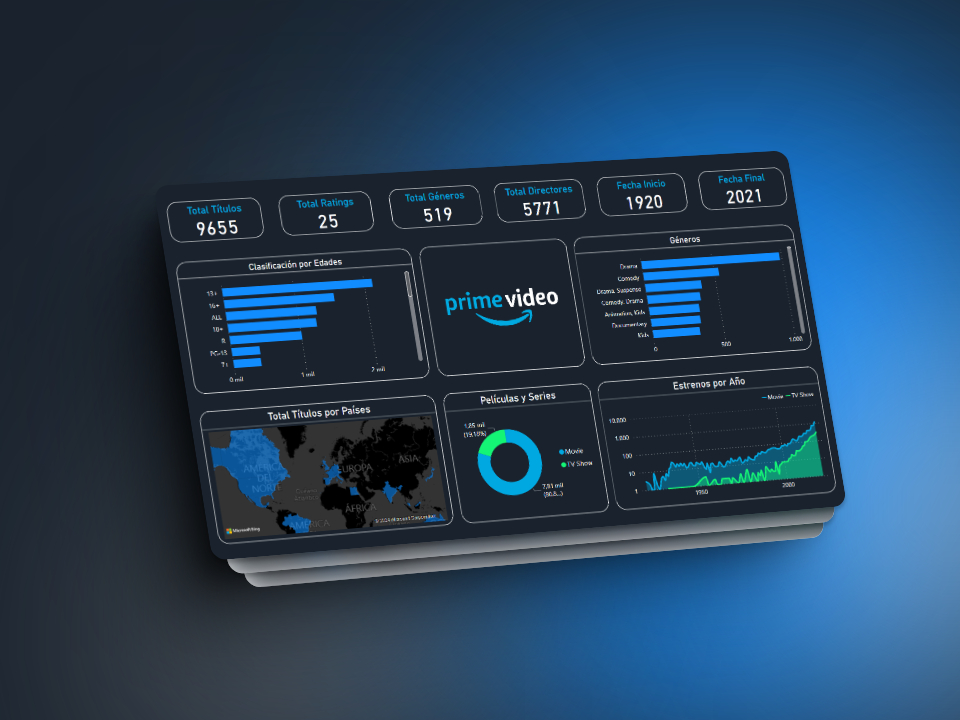 Total Títulos
9655
Total Ratings
25
Total Géneros
519
Total Directores
5771
Fecha Inicio
1920
Fecha Final
2021
Clasificación por Edades
13+
16+
ALL
18+
R
PG-13
7+
0 mil
1 mil
2 mil
prime video
Géneros
Drama
Comedy
Drama, Suspense
Comedy, Drama
Animation, Kids
Documentary
Kids
0
500
1.000
Total Títulos por Países
AMÉRICA
DEL
NORTE
EUROPA
ASIA
ÁFRICA
AMÉRICA
Microsoft Bing
Películas y Series
1,85 mil
(19,16%)
Movie
TV Show
7,81 mil
(80,8...)
Estrenos por Año
Movie
TV Show
10.000
1.000
100
10
1
1950
2000